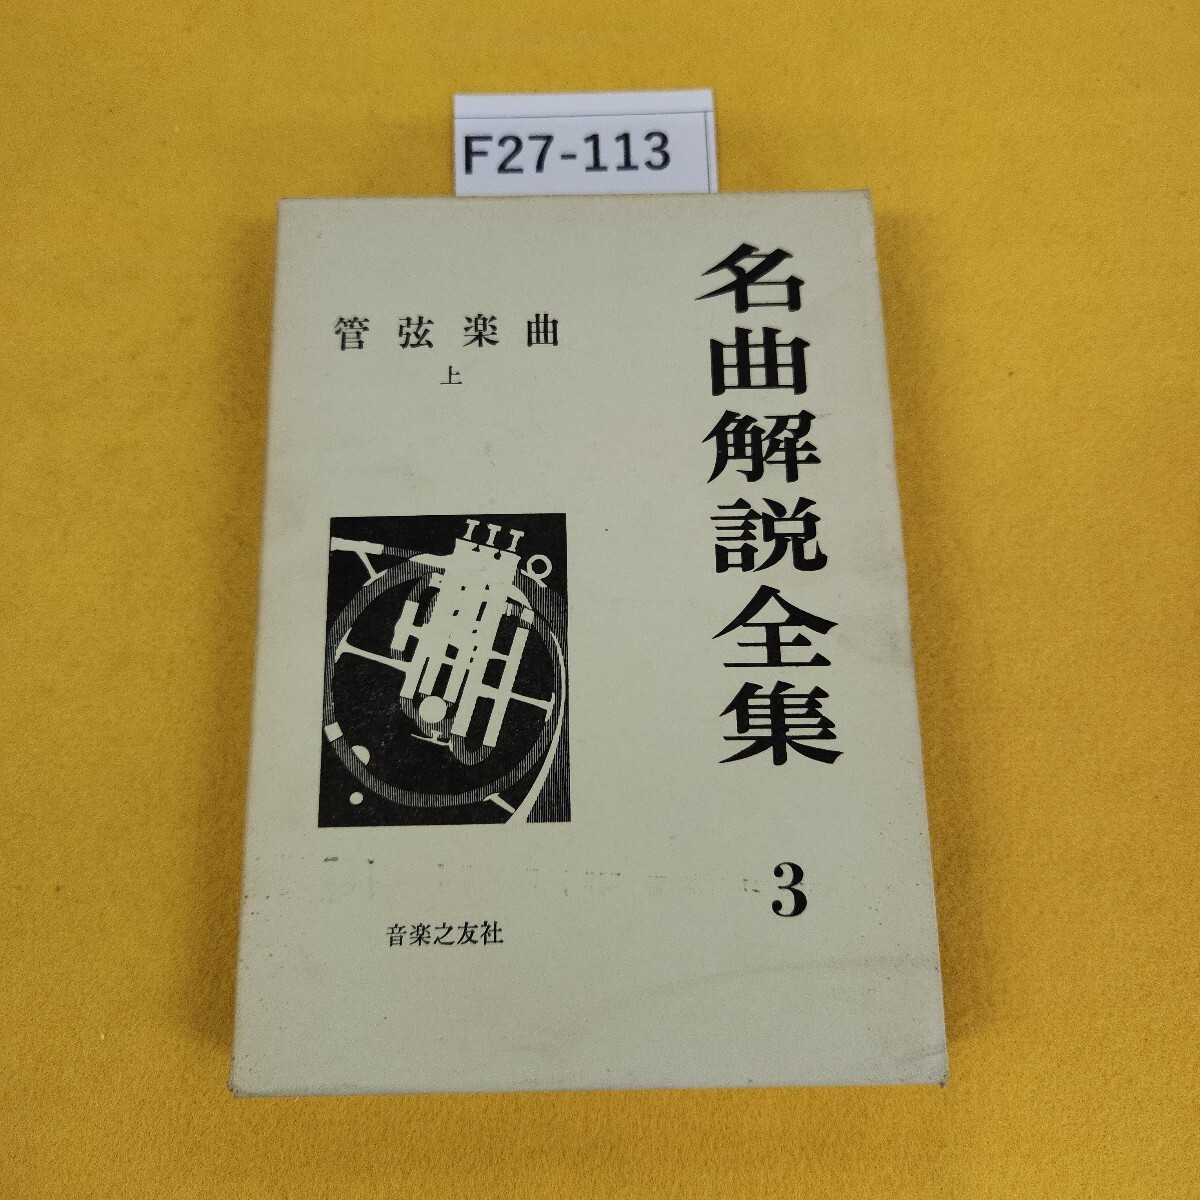 F27-113
名曲解説全集
3
管弦楽曲
上
音楽之友社